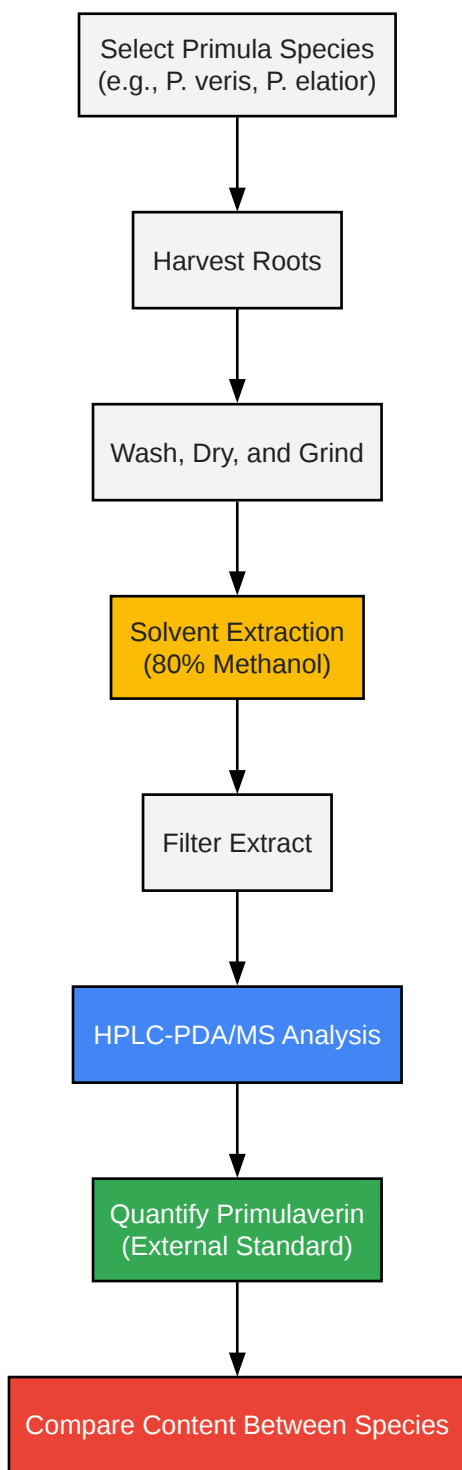 Select Primula Species
(e.g., P. veris, P. elatior)
Harvest Roots
Wash, Dry, and Grind
Solvent Extraction
(80% Methanol)
Filter Extract
HPLC-PDA/MS Analysis
Quantify Primulaverin
(External Standard)
Compare Content Between Species